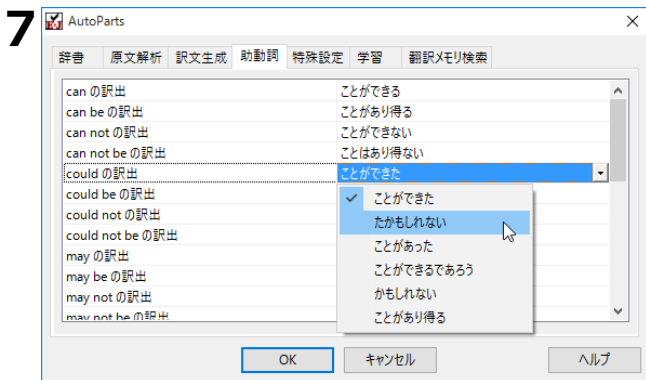 7
AutoParts
辞書 原文解析 訳文生成 助動詞 特殊設定 学習 翻訳メモリ検索
can の訳出 ことができる
can be の訳出 ことがあり得る
can not の訳出 ことができない
can not be の訳出 ことはあり得ない
could の訳出 ことができた
could be の訳出
could not の訳出
could not be の訳出
may の訳出
may be の訳出
may not の訳出
may not be の訳出
ことができた
たかもしれない
ことがあった
ことができるであろう
かもしれない
ことがあり得る
OK キャンセル ヘルプ